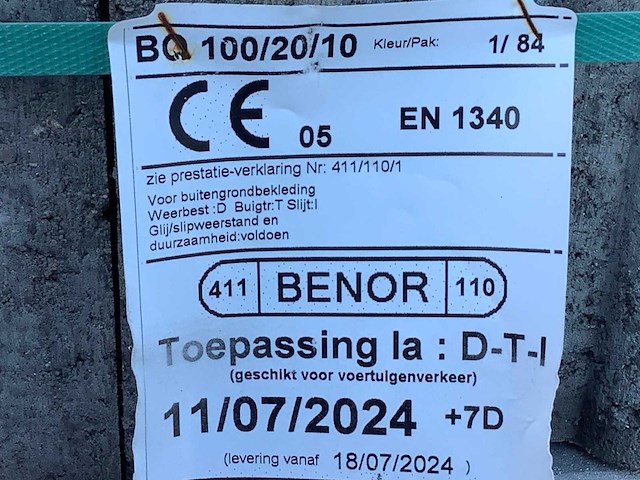 BO 100/20/10 Kleur/Pak: 1/ 84
CE 05 EN 1340
zie prestatie-verklaring Nr: 411/110/1
Voor buitengrondbekleding
Weerbest :D Buigtr:T Slijt:I
Glij/slipweerstand en
duurzaamheid:voldoen
411 BENOR 110
Toepassing Ia : D-T-I
(geschikt voor voertuigenverkeer)
11/07/2024 +7D
(levering vanaf 18/07/2024 )